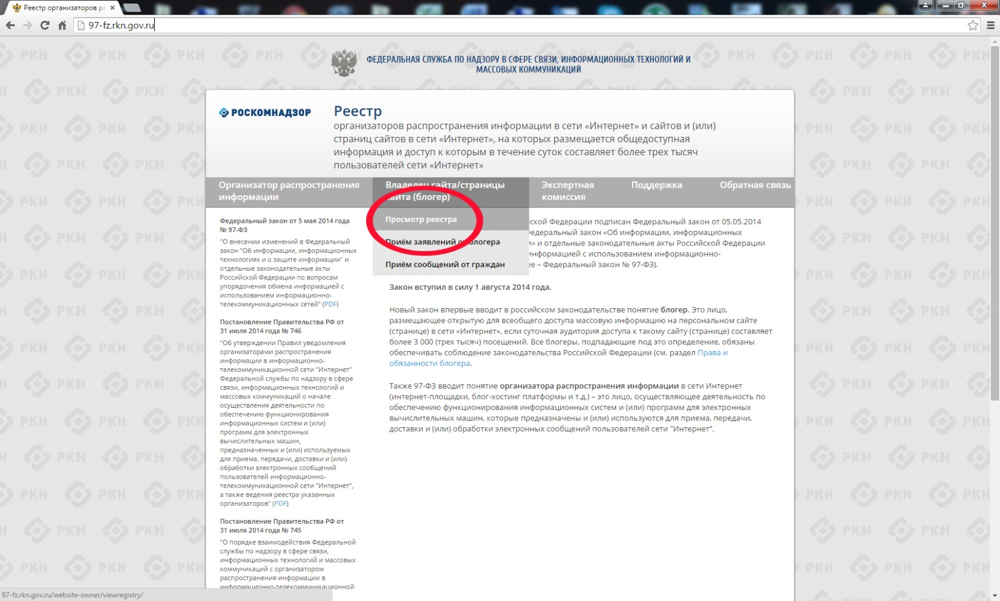 Реестр организаторов ра
97-fz.rkn.gov.ru
ФЕДЕРАЛЬНАЯ СЛУЖБА ПО НАДЗОРУ В СФЕРЕ СВЯЗИ, ИНФОРМАЦИОННЫХ ТЕХНОЛОГИЙ И
МАССОВЫХ КОММУНИКАЦИЙ
РОСКОМНАДЗОР
Реестр
организаторов распространения информации в сети «Интернет» и сайтов и (или)
страниц сайтов в сети «Интернет», на которых размещается общедоступная
информация и доступ к которым в течение суток составляет более трех тысяч
пользователей сети «Интернет»
Организатор распространения
информации
Владелец сайта/страницы
сайта (блогер)
Экспертная
комиссия
Поддержка
Обратная связь
Просмотр реестра
Приём заявлений от блогера
Приём сообщений от граждан
Федеральный закон от 5 мая 2014 года
№ 97-ФЗ
"О внесении изменений в Федеральный
закон "Об информации, информационных
технологиях и о защите информации" и
отдельные законодательные акты
Российской Федерации по вопросам
упорядочения обмена информацией с
использованием информационно-
телекоммуникационных сетей" (PDF)
Постановление Правительства РФ от
31 июля 2014 года № 746
"Об утверждении Правил уведомления
организаторами распространения
информации в информационно-
телекоммуникационной сети "Интернет"
Федеральной службы по надзору в сфере
связи, информационных технологий и
массовых коммуникаций о начале
осуществления деятельности по
обеспечению функционирования
информационных систем и (или)
программ для электронных
вычислительных машин,
предназначенных и (или) используемых
для приема, передачи, доставки и (или)
обработки электронных сообщений
пользователей информационно-
телекоммуникационной сети "Интернет",
а также ведения реестра указанных
организаторов" (PDF)
Постановление Правительства РФ от
31 июля 2014 года № 745
"О порядке взаимодействия Федеральной
службы по надзору в сфере связи,
информационных технологий и массовых
коммуникаций с организатором
распространения информации в
информационно-телекоммуникационной
ской Федерации подписан Федеральный закон от 05.05.2014
Федеральный закон «Об информации, информационных
и» и отдельные законодательные акты Российской Федерации
информацией с использованием информационно-
ее – Федеральный закон № 97-ФЗ).
Закон вступил в силу 1 августа 2014 года.
Новый закон впервые вводит в российском законодательстве понятие блогер. Это лицо,
размещающее открытую для всеобщего доступа массовую информацию на персональном сайте
(странице) в сети «Интернет», если суточная аудитория доступа к такому сайту (странице) составляет
более 3 000 (трех тысяч) посещений. Все блогеры, подпадающие под это определение, обязаны
обеспечивать соблюдение законодательства Российской Федерации (см. раздел Права и
обязанности блогера.
Также 97-ФЗ вводит понятие организатора распространения информации в сети Интернет
(интернет-площадки, блог-хостинг платформы и т.д.) – это лицо, осуществляющее деятельность по
обеспечению функционирования информационных систем и (или) программ для электронных
вычислительных машин, которые предназначены и (или) используются для приема, передачи,
доставки и (или) обработки электронных сообщений пользователей сети "Интернет".
97-fz.rkn.gov.ru/website-owner/viewregistry/